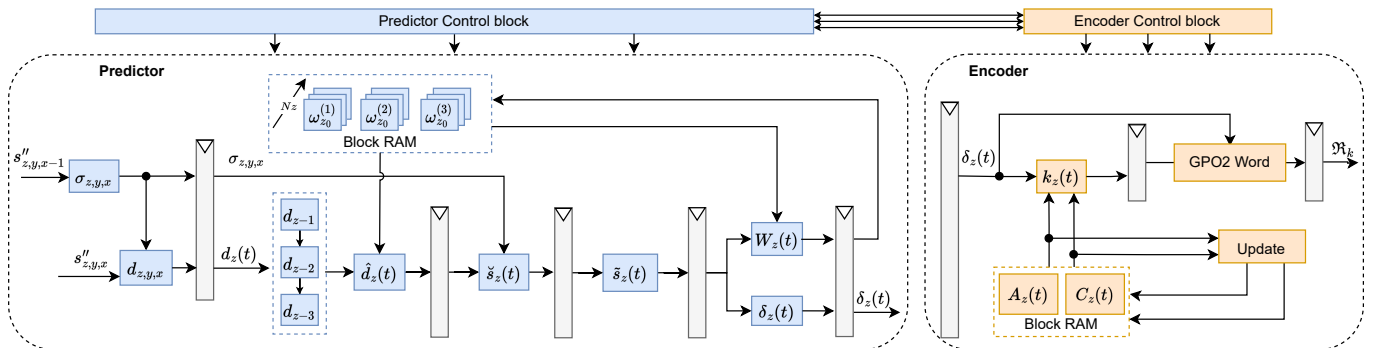 Predictor Control block
Encoder Control block
Predictor
Encoder
Nz
ω_{z_0}^{(1)} ω_{z_0}^{(2)} ω_{z_0}^{(3)}
Block RAM
s''_{z,y,x−1}
σ_{z,y,x}
σ_{z,y,x}
s''_{z,y,x}
d_{z,y,x}
d_z(t)
d_{z−1}
d_{z−2}
d_{z−3}
d̂_z(t)
s̆_z(t)
s̃_z(t)
W_z(t)
δ_z(t)
δ_z(t)
δ_z(t)
k_z(t)
GPO2 Word
ℜ_k
Update
A_z(t) C_z(t)
Block RAM